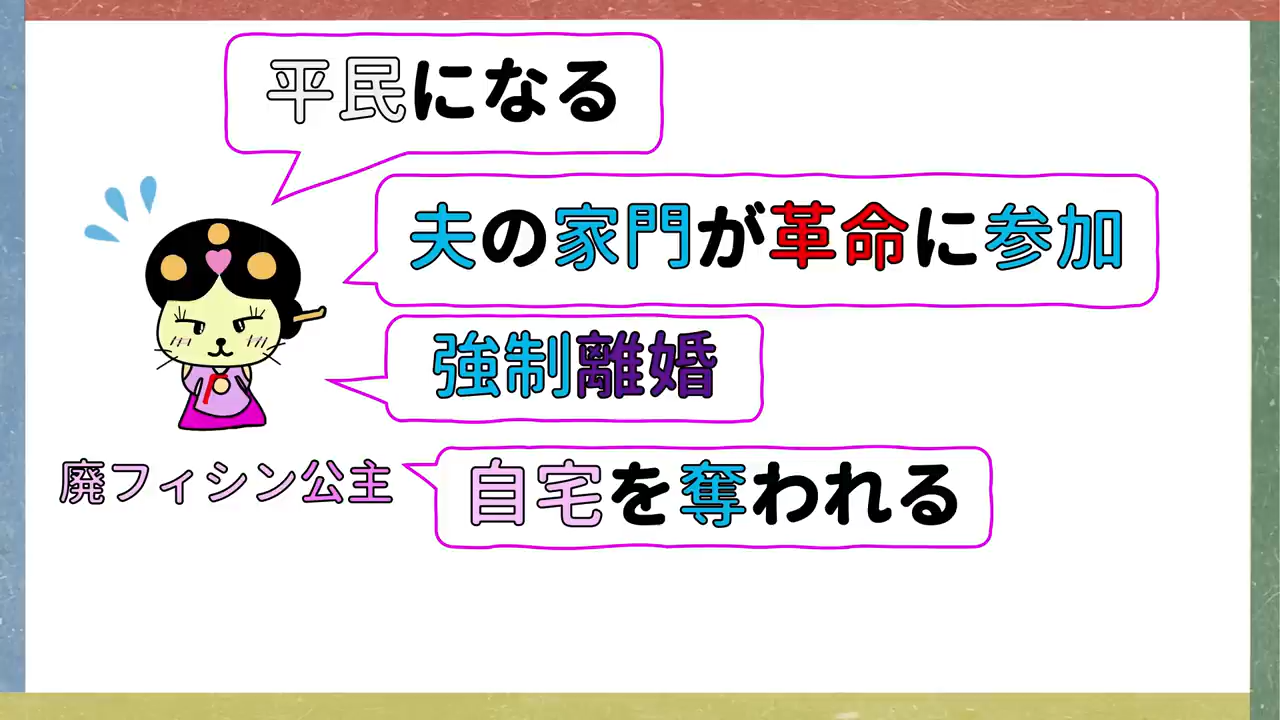 平民になる
夫の家門が革命に参加
強制離婚
廃フィシン公主
自宅を奪われる